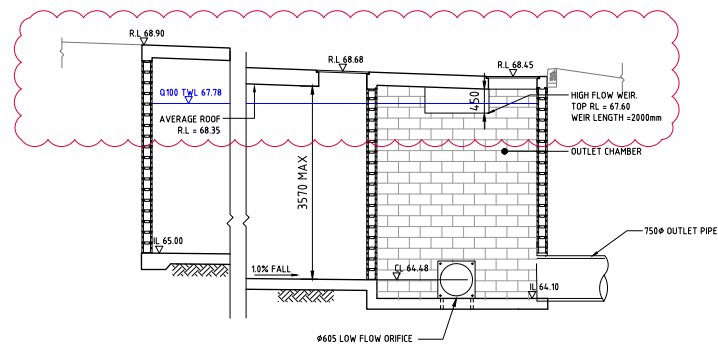 R.L 68.90
R.L 68.68
R.L 68.45
Q100 TWL 67.78
AVERAGE ROOF
R.L = 68.35
450
HIGH FLOW WEIR.
TOP RL = 67.60
WEIR LENGTH =2000mm
OUTLET CHAMBER
3570 MAX
750Ø OUTLET PIPE
IL 65.00
1.0% FALL
CL 64.48
IL 64.10
Ø605 LOW FLOW ORIFICE